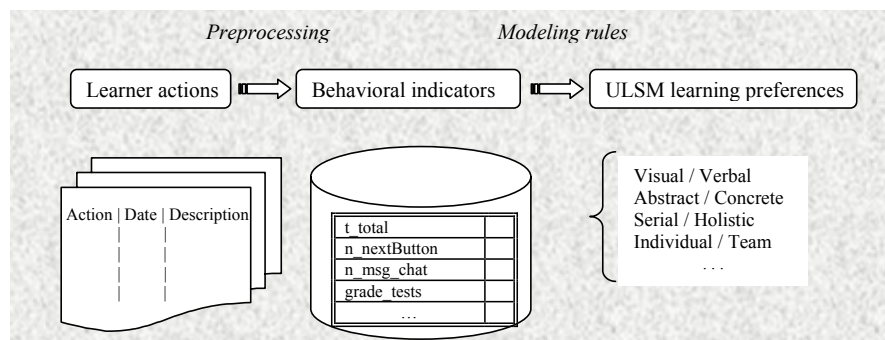 Preprocessing Modeling rules
Learner actions Behavioral indicators ULSM learning preferences
Action | Date | Description
t_total
n_nextButton
n_msg_chat
grade_tests
...
Visual / Verbal
Abstract / Concrete
Serial / Holistic
Individual / Team
. . .